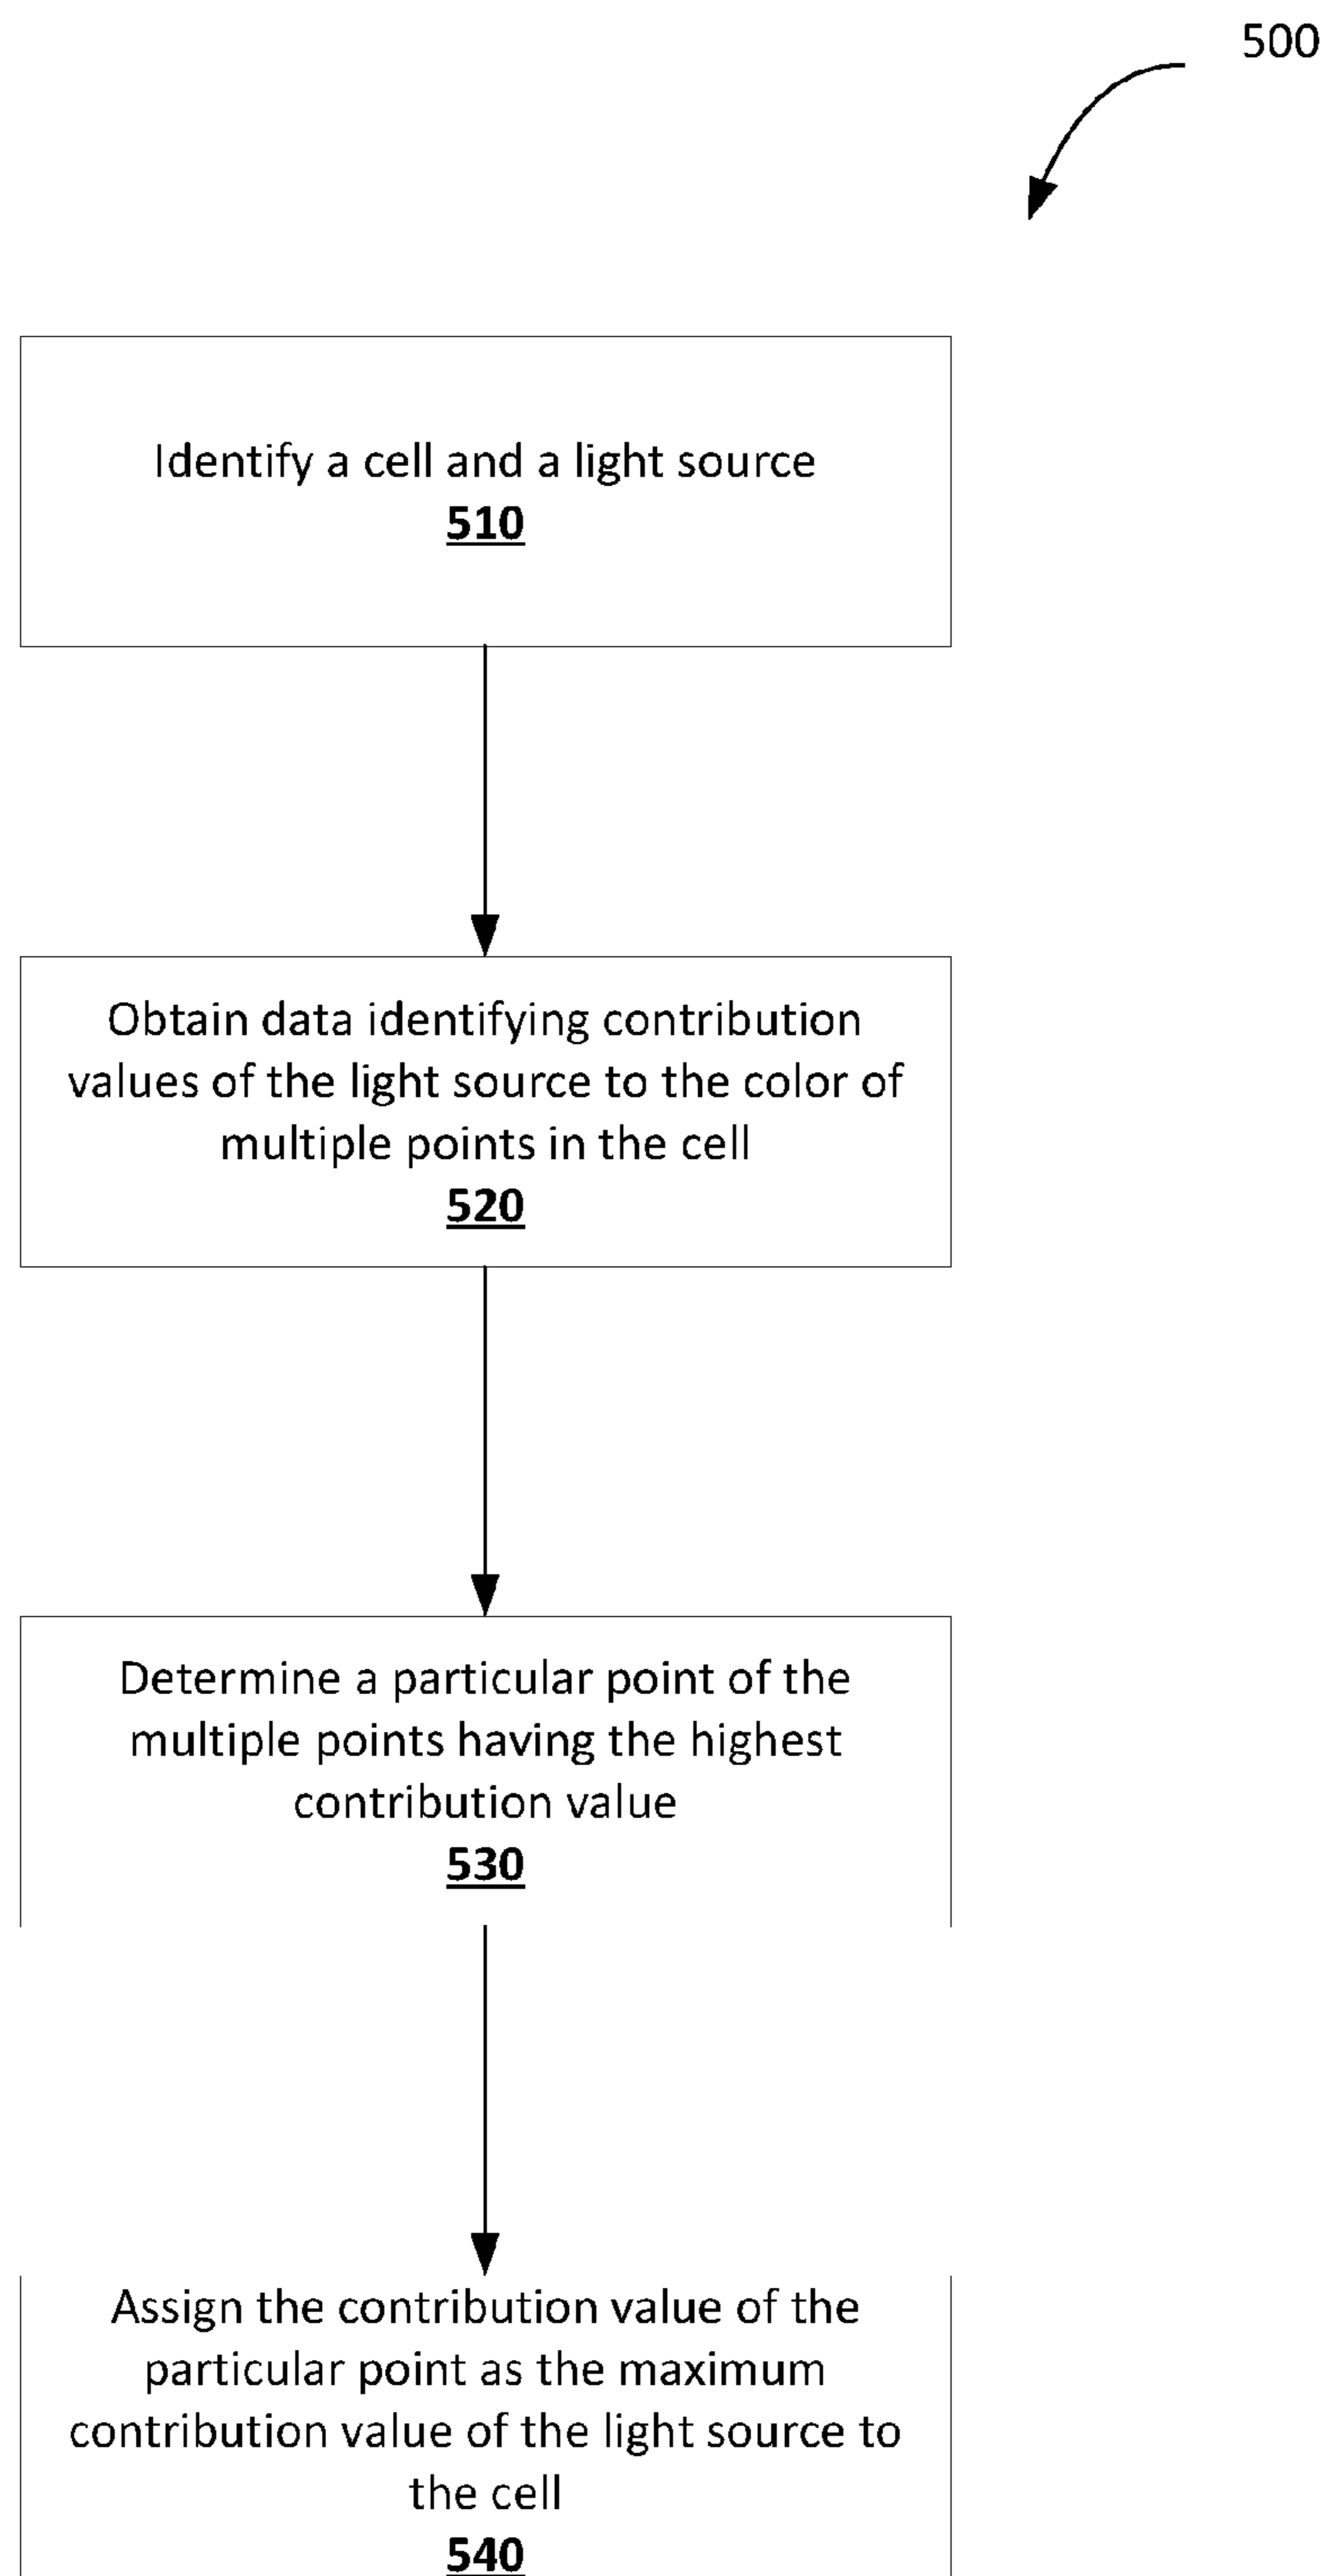 500
Identify a cell and a light source
510
Obtain data identifying contribution
values of the light source to the color of
multiple points in the cell
520
Determine a particular point of the
multiple points having the highest
contribution value
530
Assign the contribution value of the
particular point as the maximum
contribution value of the light source to
the cell
540